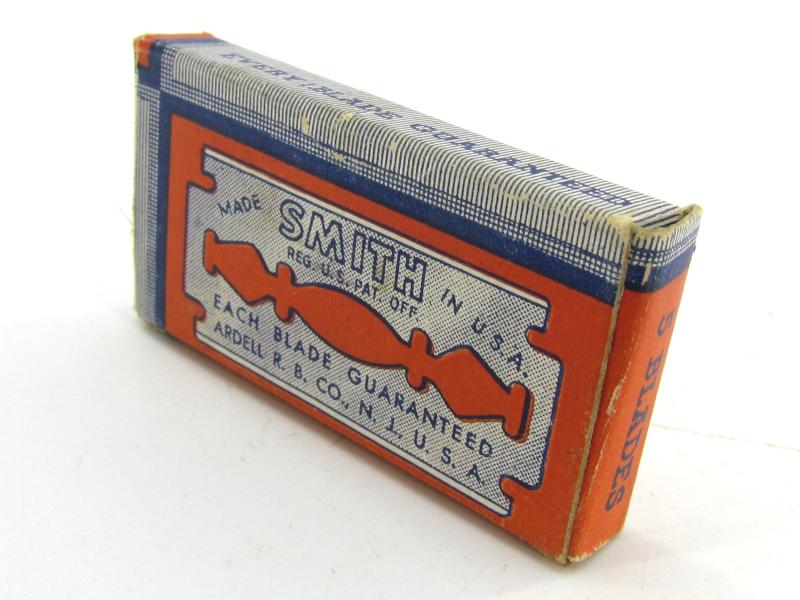 EVERY BLADE GUARANTEED
MADE SMITH IN U.S.A.
REG. U.S. PAT. OFF
EACH BLADE GUARANTEED
ARDELL R. B. CO., N. J., U. S. A.
5 BLADES